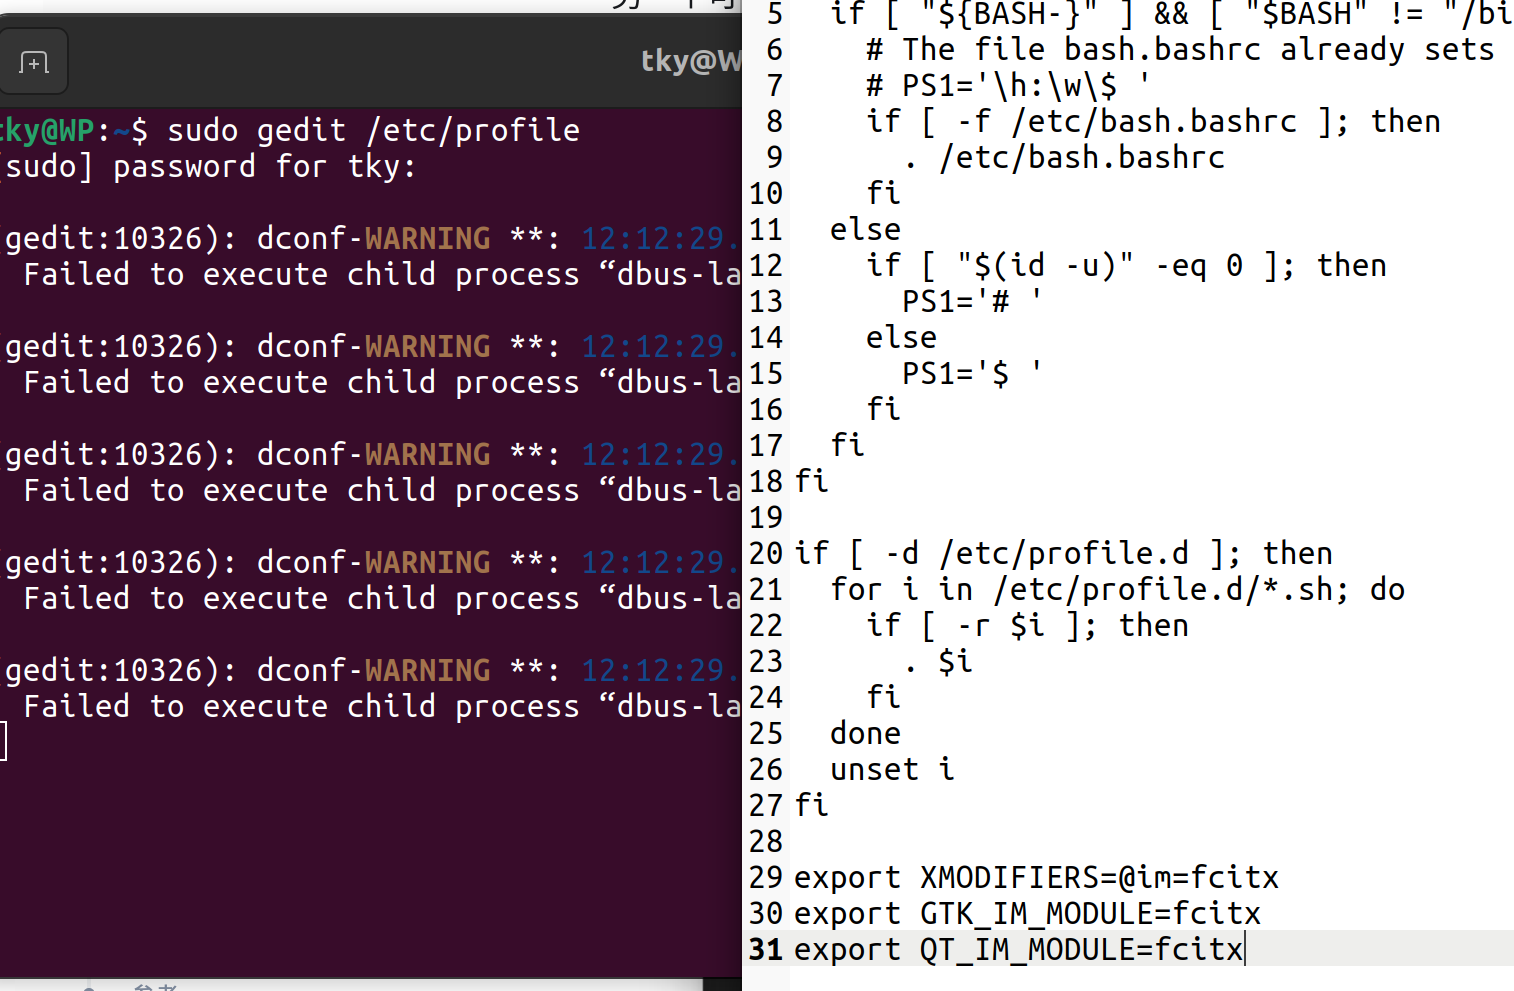 tky@W
tky@WP:~$ sudo gedit /etc/profile
[sudo] password for tky:
(gedit:10326): dconf-WARNING **: 12:12:29.
Failed to execute child process “dbus-la
(gedit:10326): dconf-WARNING **: 12:12:29.
Failed to execute child process “dbus-la
(gedit:10326): dconf-WARNING **: 12:12:29.
Failed to execute child process “dbus-la
(gedit:10326): dconf-WARNING **: 12:12:29.
Failed to execute child process “dbus-la
(gedit:10326): dconf-WARNING **: 12:12:29.
Failed to execute child process “dbus-la
5 if [ "${BASH-}" ] && [ "$BASH" != "/bi
6 # The file bash.bashrc already sets
7 # PS1='\h:\w\$ '
8 if [ -f /etc/bash.bashrc ]; then
9 . /etc/bash.bashrc
10 fi
11 else
12 if [ "$(id -u)" -eq 0 ]; then
13 PS1='# '
14 else
15 PS1='$ '
16 fi
17 fi
18 fi
19
20 if [ -d /etc/profile.d ]; then
21 for i in /etc/profile.d/*.sh; do
22 if [ -r $i ]; then
23 . $i
24 fi
25 done
26 unset i
27 fi
28
29 export XMODIFIERS=@im=fcitx
30 export GTK_IM_MODULE=fcitx
31 export QT_IM_MODULE=fcitx